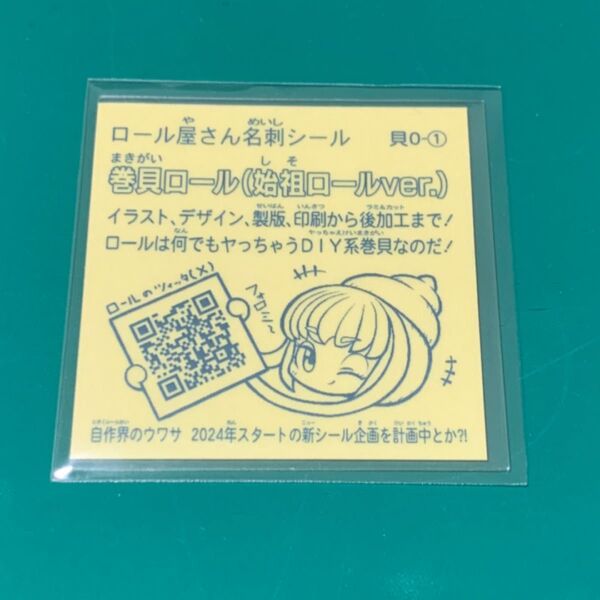 ロール屋さん名刺シール 貝0-①
巻貝ロール(始祖ロールver.)
イラスト、デザイン、製版、印刷から後加工まで!
ロールは何でもヤっちゃうDIY系巻貝なのだ!
ロールのツイッタ(X)
フォロミー
自作界のウワサ 2024年スタートの新シール企画を計画中とか?!